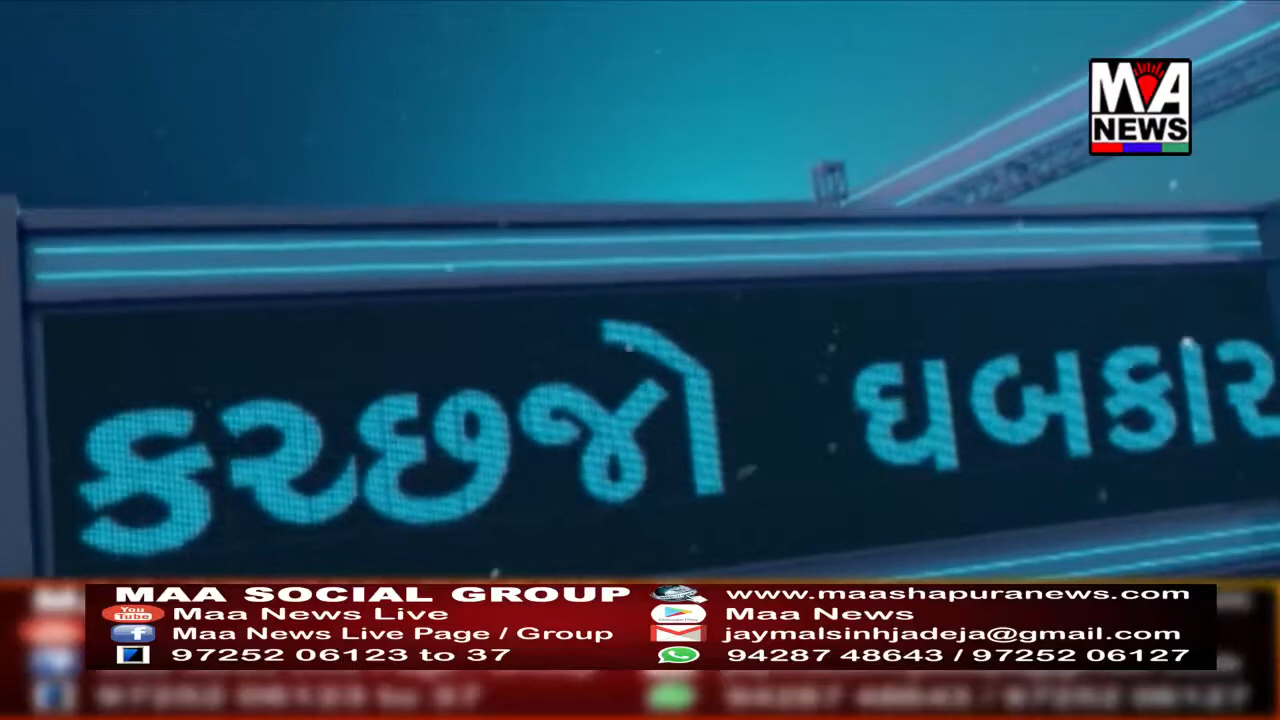 MAA
NEWS
કચ્છજો ધબકાર
MAA SOCIAL GROUP
You Tube Maa News Live
Maa News Live Page / Group
97252 06123 to 37
www.maashapuranews.com
Maa News
jaymalsinhjadeja@gmail.com
94287 48643 / 97252 06127